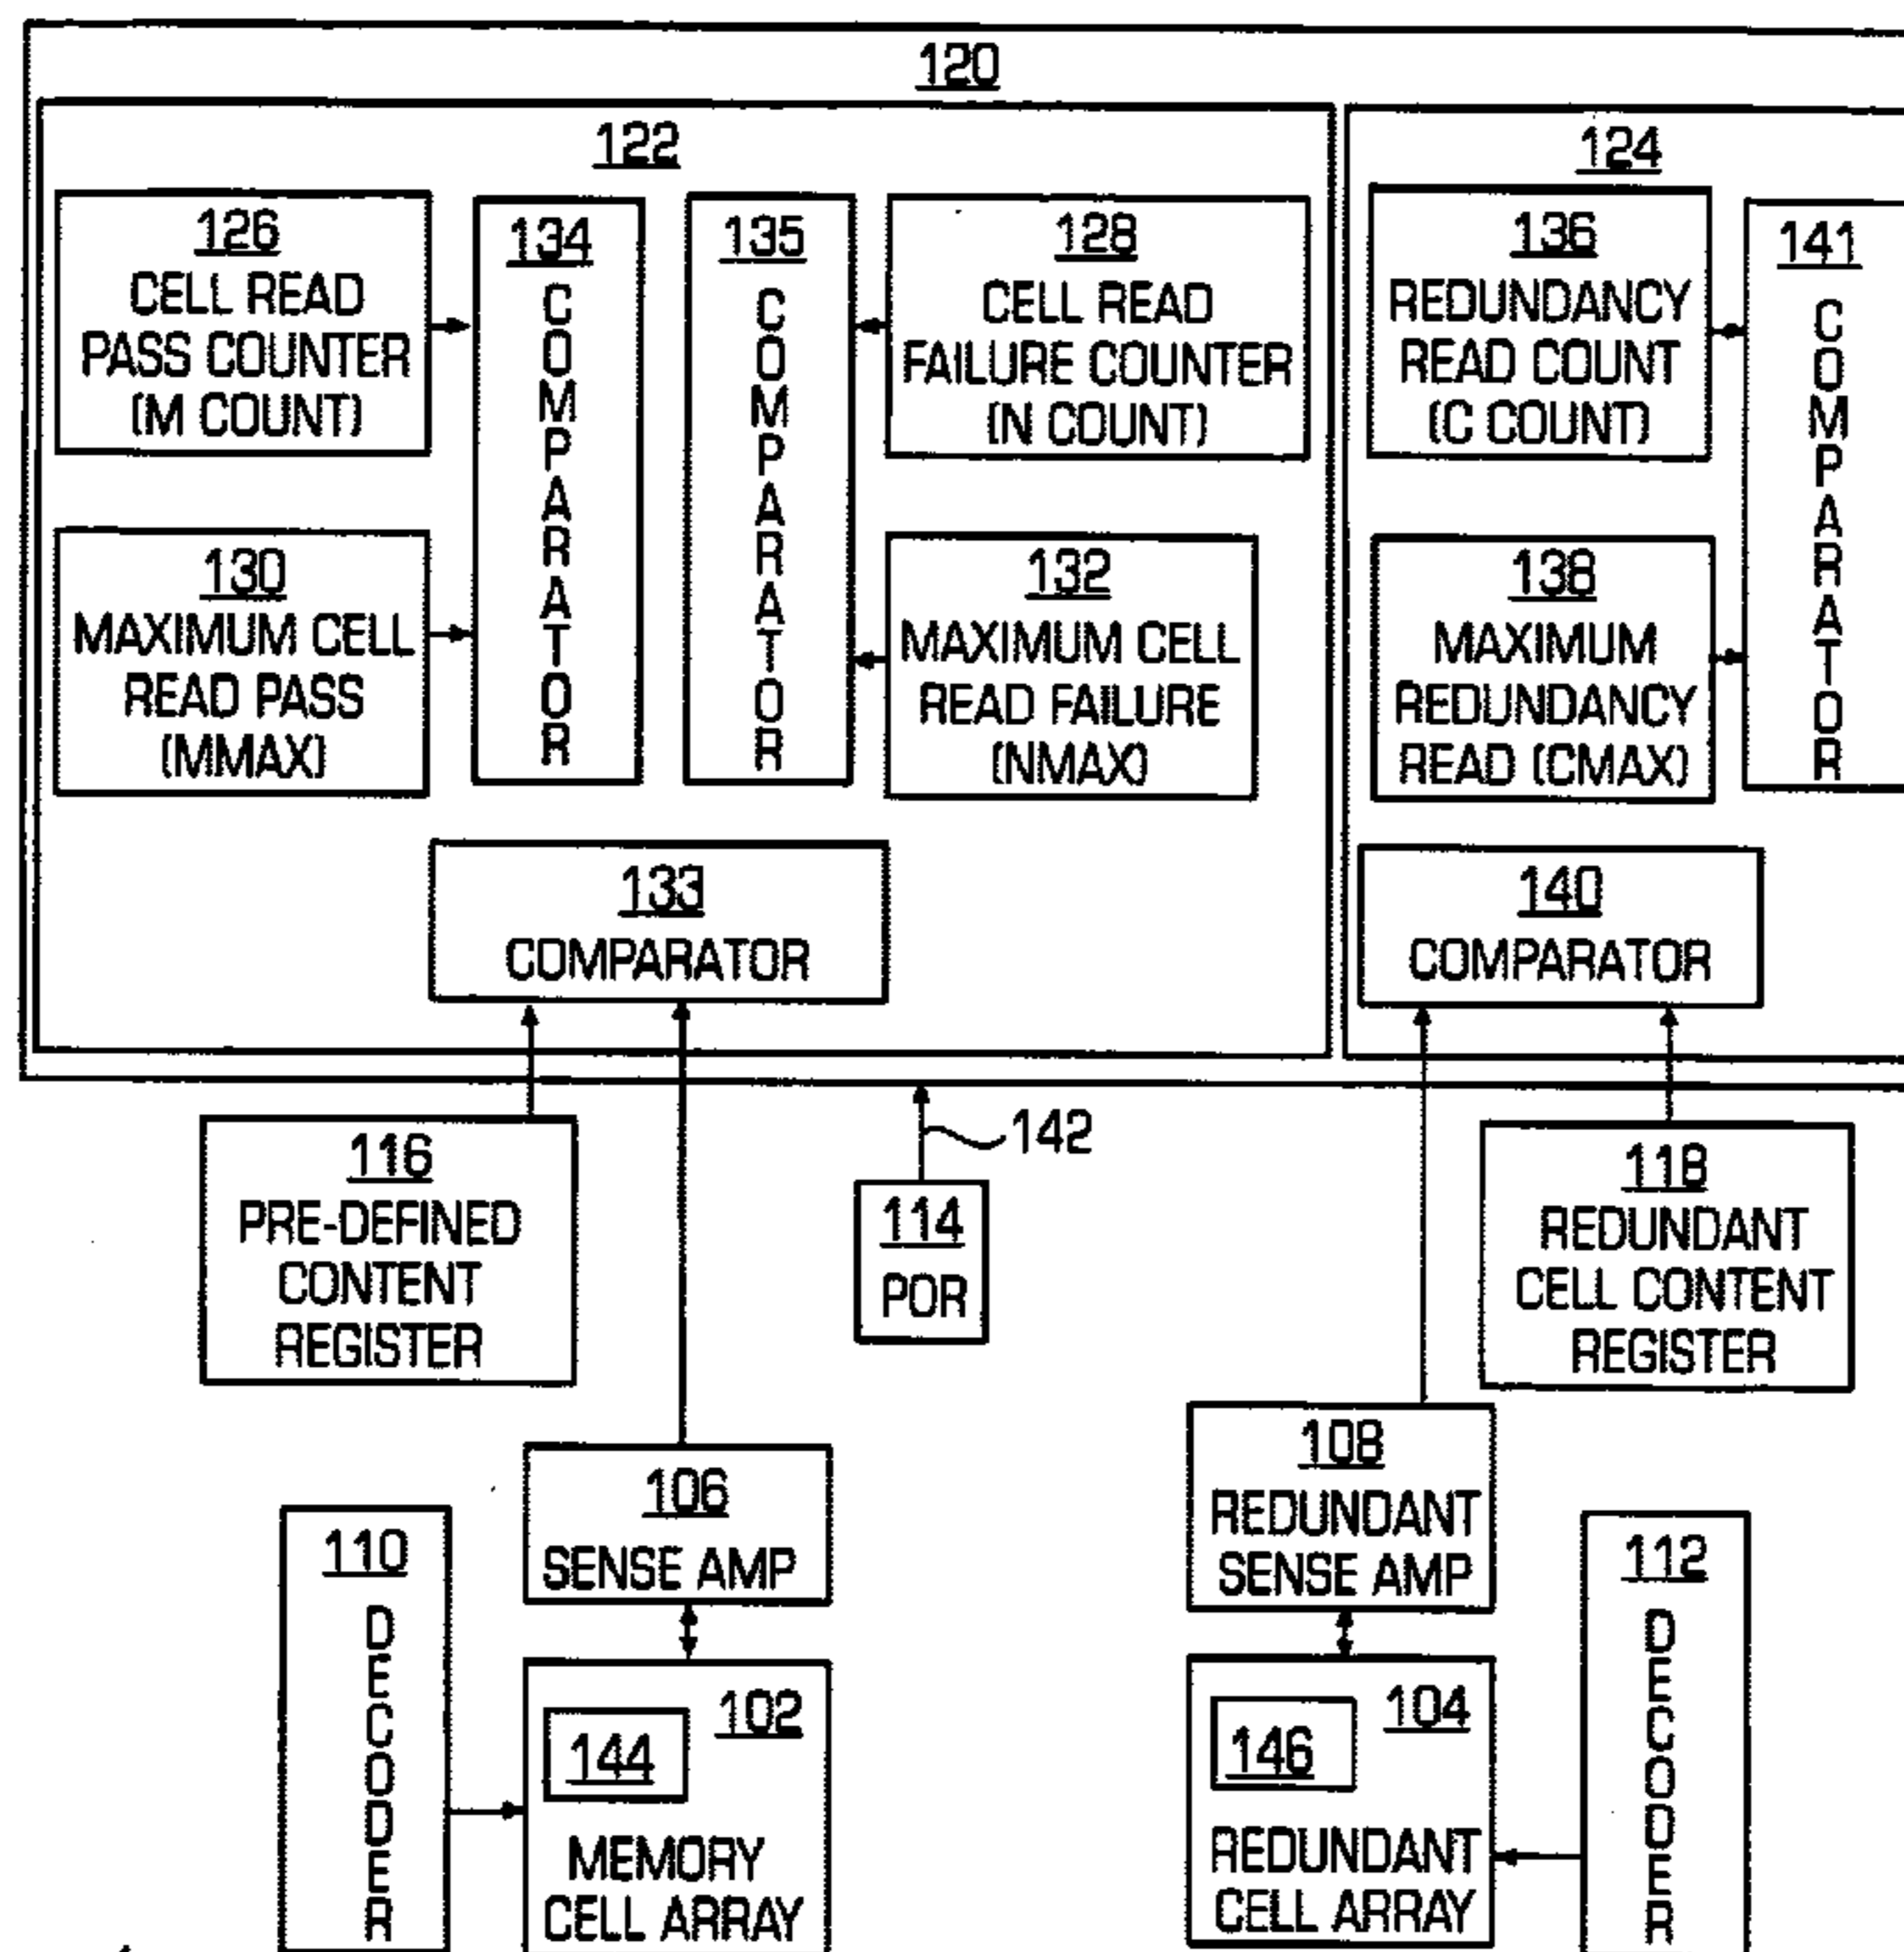 120
122
126
CELL READ
PASS COUNTER
(M COUNT)
134
COMPARATOR
135
COMPARATOR
128
CELL READ
FAILURE COUNTER
(N COUNT)
130
MAXIMUM CELL
READ PASS
(MMAX)
132
MAXIMUM CELL
READ FAILURE
(NMAX)
133
COMPARATOR
124
136
REDUNDANCY
READ COUNT
(C COUNT)
141
COMPARATOR
138
MAXIMUM
REDUNDANCY
READ (CMAX)
140
COMPARATOR
116
PRE-DEFINED
CONTENT
REGISTER
142
114
POR
118
REDUNDANT
CELL CONTENT
REGISTER
106
SENSE AMP
108
REDUNDANT
SENSE AMP
110
DECODER
102
144
MEMORY
CELL ARRAY
104
146
REDUNDANT
CELL ARRAY
112
DECODER